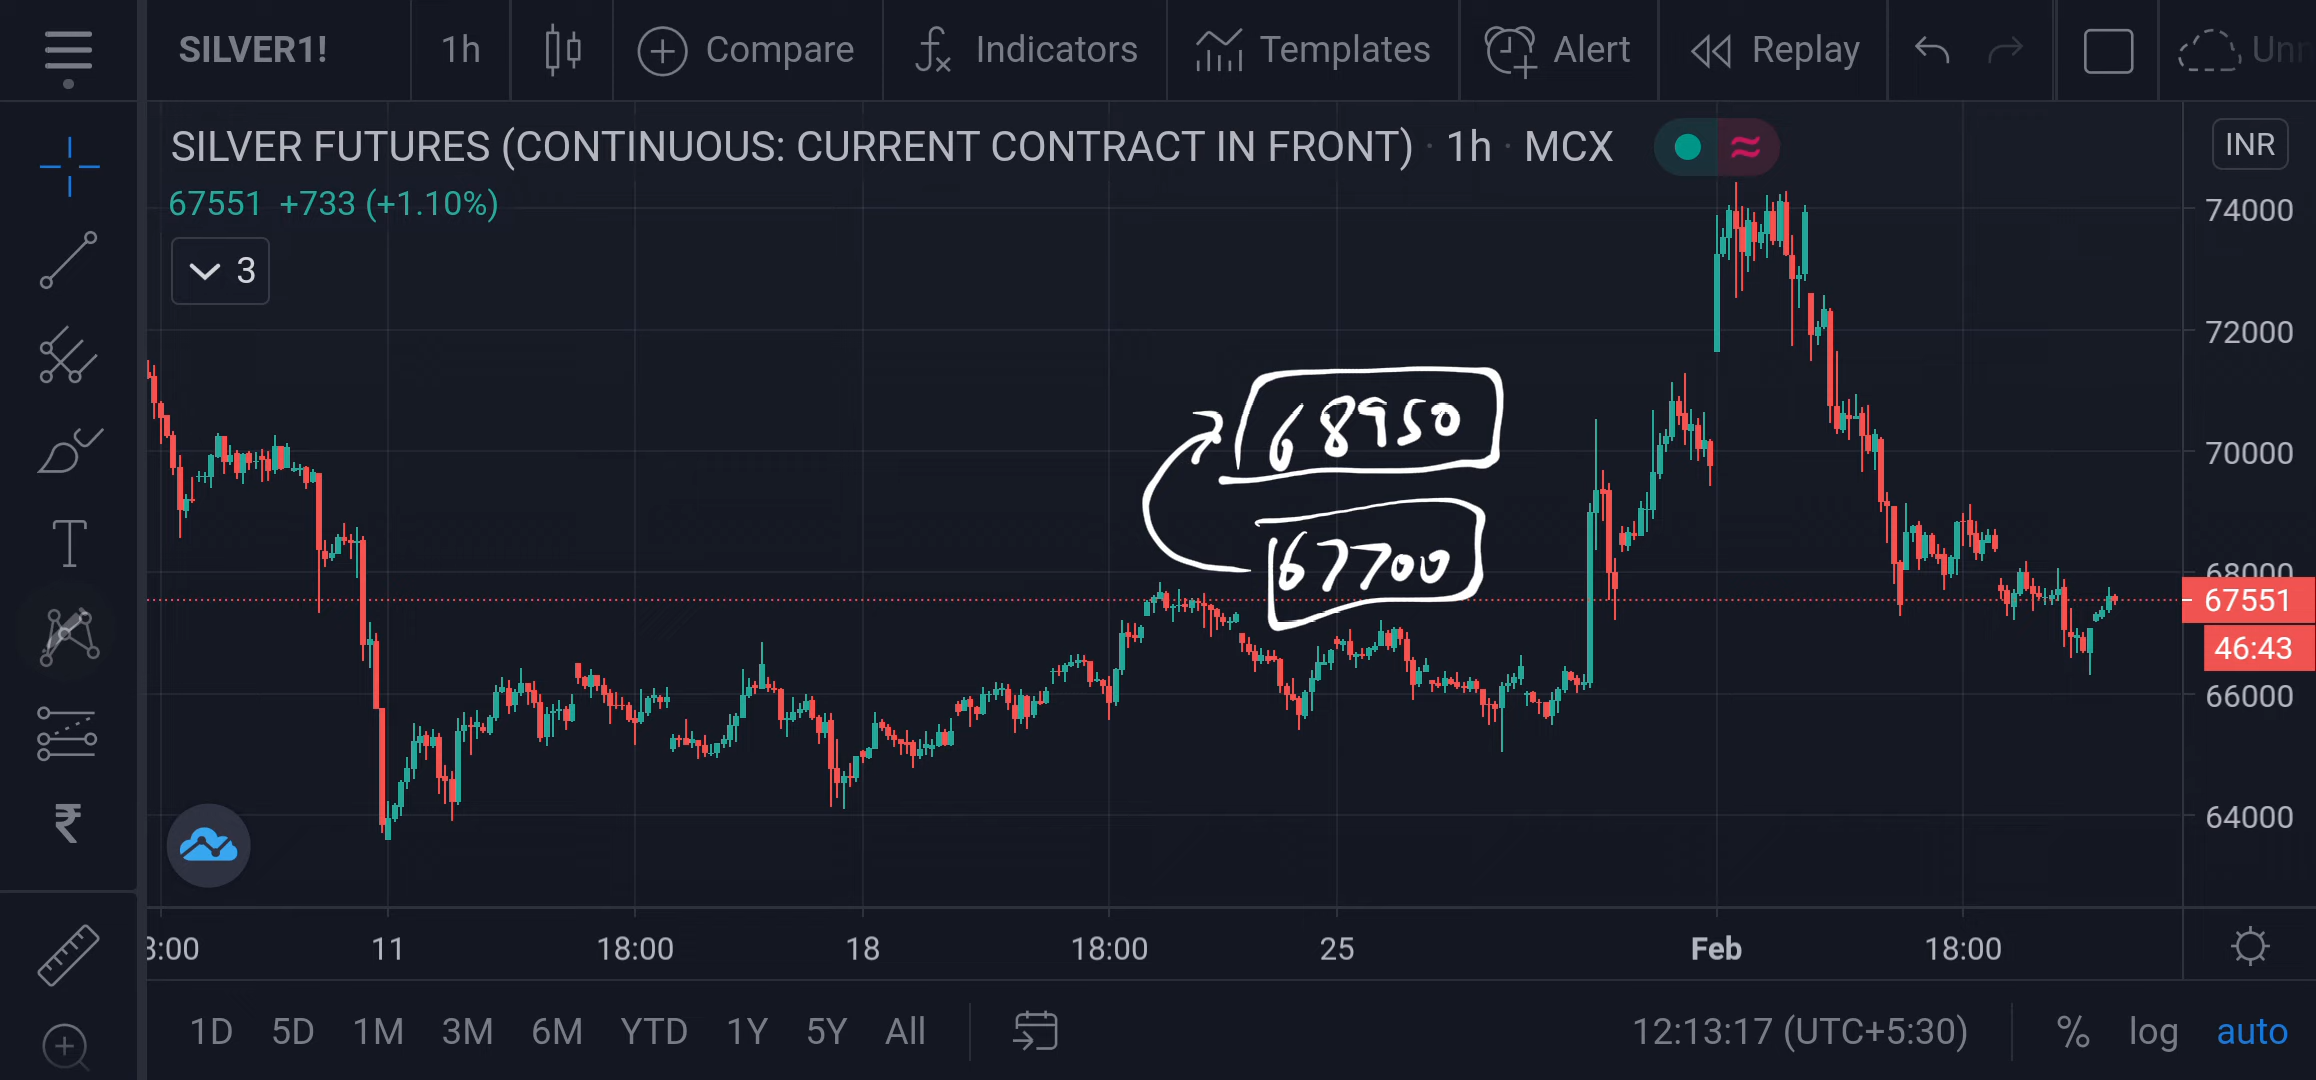 SILVER1! 1h Compare Indicators Templates Alert Replay
SILVER FUTURES (CONTINUOUS: CURRENT CONTRACT IN FRONT) · 1h · MCX
INR
67551 +733 (+1.10%)
3
74000
72000
70000
68000
67551
46:43
66000
64000
68950
67700
11 18:00 18 18:00 25 Feb 18:00
1D 5D 1M 3M 6M YTD 1Y 5Y All 12:13:17 (UTC+5:30) % log auto